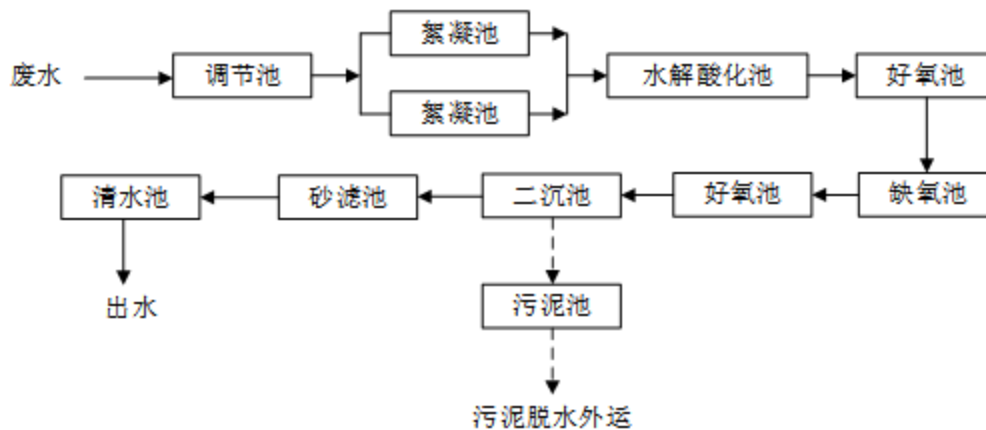 絮凝池
废水
调节池
水解酸化池
好氧池
絮凝池
清水池
砂滤池
二沉池
好氧池
缺氧池
出水
污泥池
污泥脱水外运